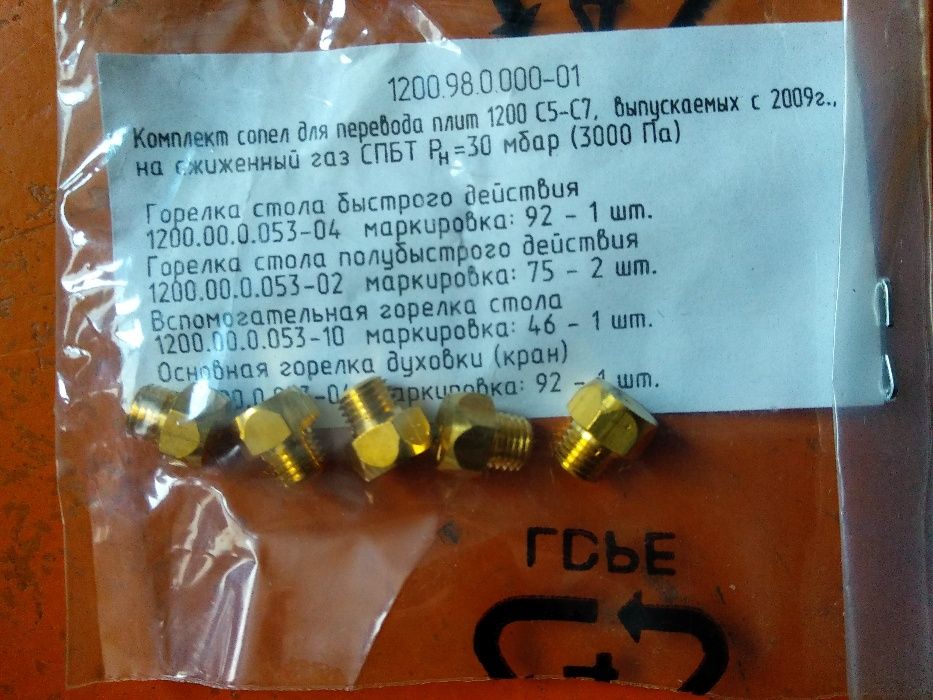 1200.98.0.000-01
Комплект сопел для перевода плит 1200 С5-С7, выпускаемых с 2009г.,
на сжиженный газ СПБТ Рн=30 мбар (3000 Па)
Горелка стола быстрого действия
1200.00.0.053-04 маркировка: 92 - 1 шт.
Горелка стола полубыстрого действия
1200.00.0.053-02 маркировка: 75 - 2 шт.
Вспомогательная горелка стола
1200.00.0.053-10 маркировка: 46 - 1 шт.
Основная горелка духовки (кран)
маркировка: 92 - 1 шт.